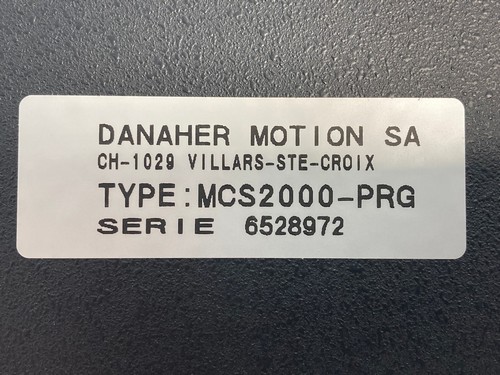 DANAHER MOTION SA
CH-1029 VILLARS-STE-CROIX
TYPE:MCS2000-PRG
SERIE 6528972